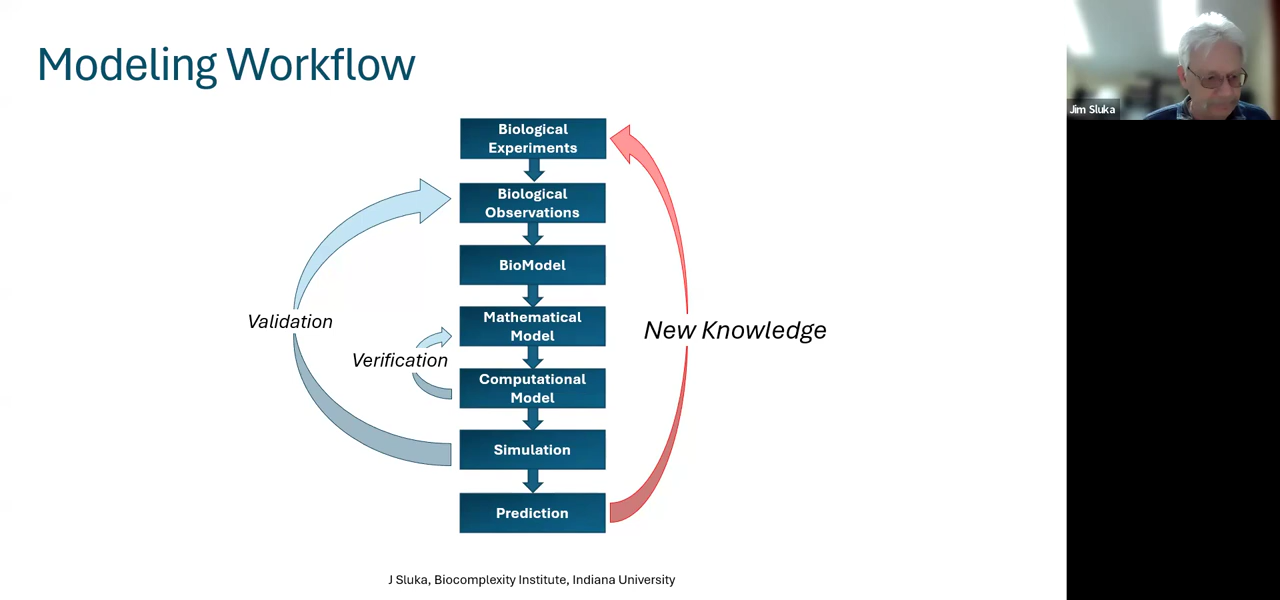 Modeling Workflow
Jim Sluka
Biological
Experiments
Biological
Observations
BioModel
Mathematical
Model
Validation
New Knowledge
Verification
Computational
Model
Simulation
Prediction
J Sluka, Biocomplexity Institute, Indiana University